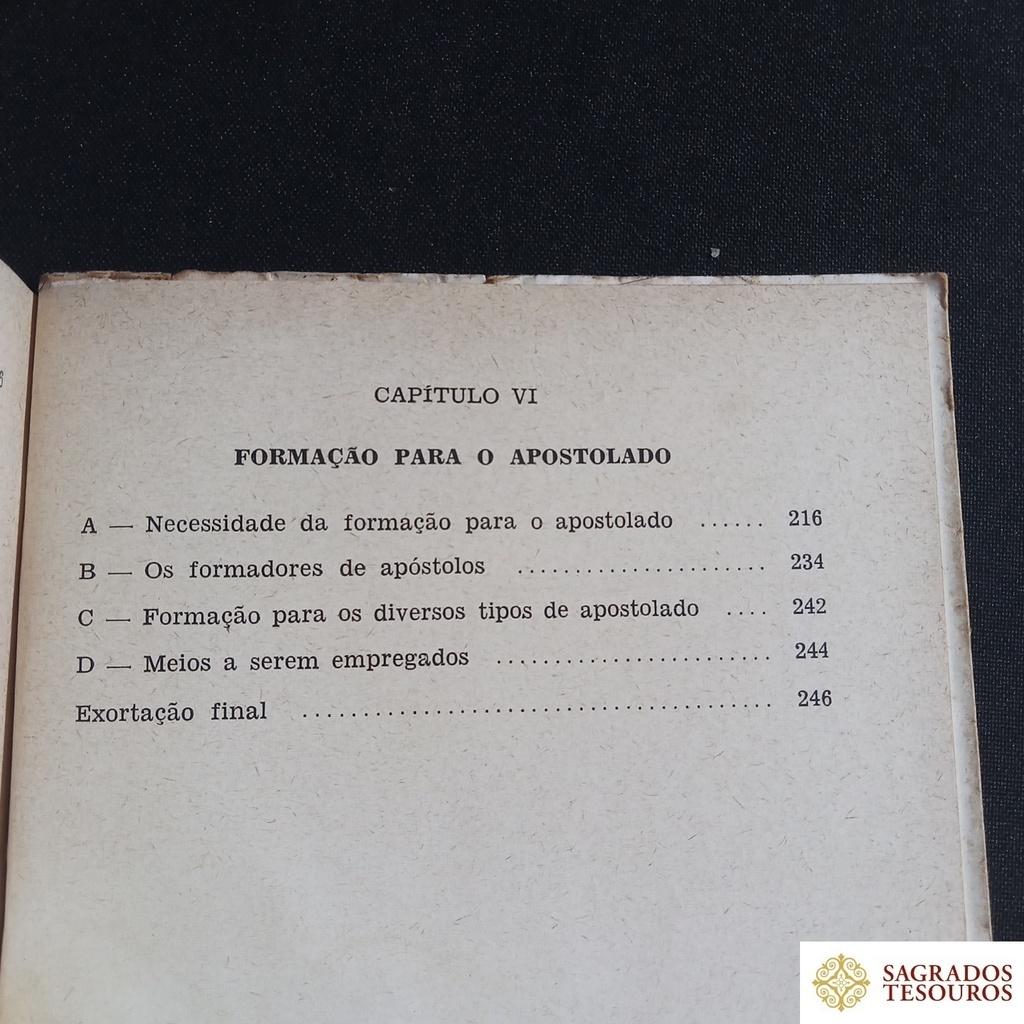 CAPÍTULO VI
FORMAÇÃO PARA O APOSTOLADO
A — Necessidade da formação para o apostolado ...... 216
B — Os formadores de apóstolos ..................... 234
C — Formação para os diversos tipos de apostolado .... 242
D — Meios a serem empregados ....................... 244
Exortação final ....................................... 246
SAGRADOS
TESOUROS